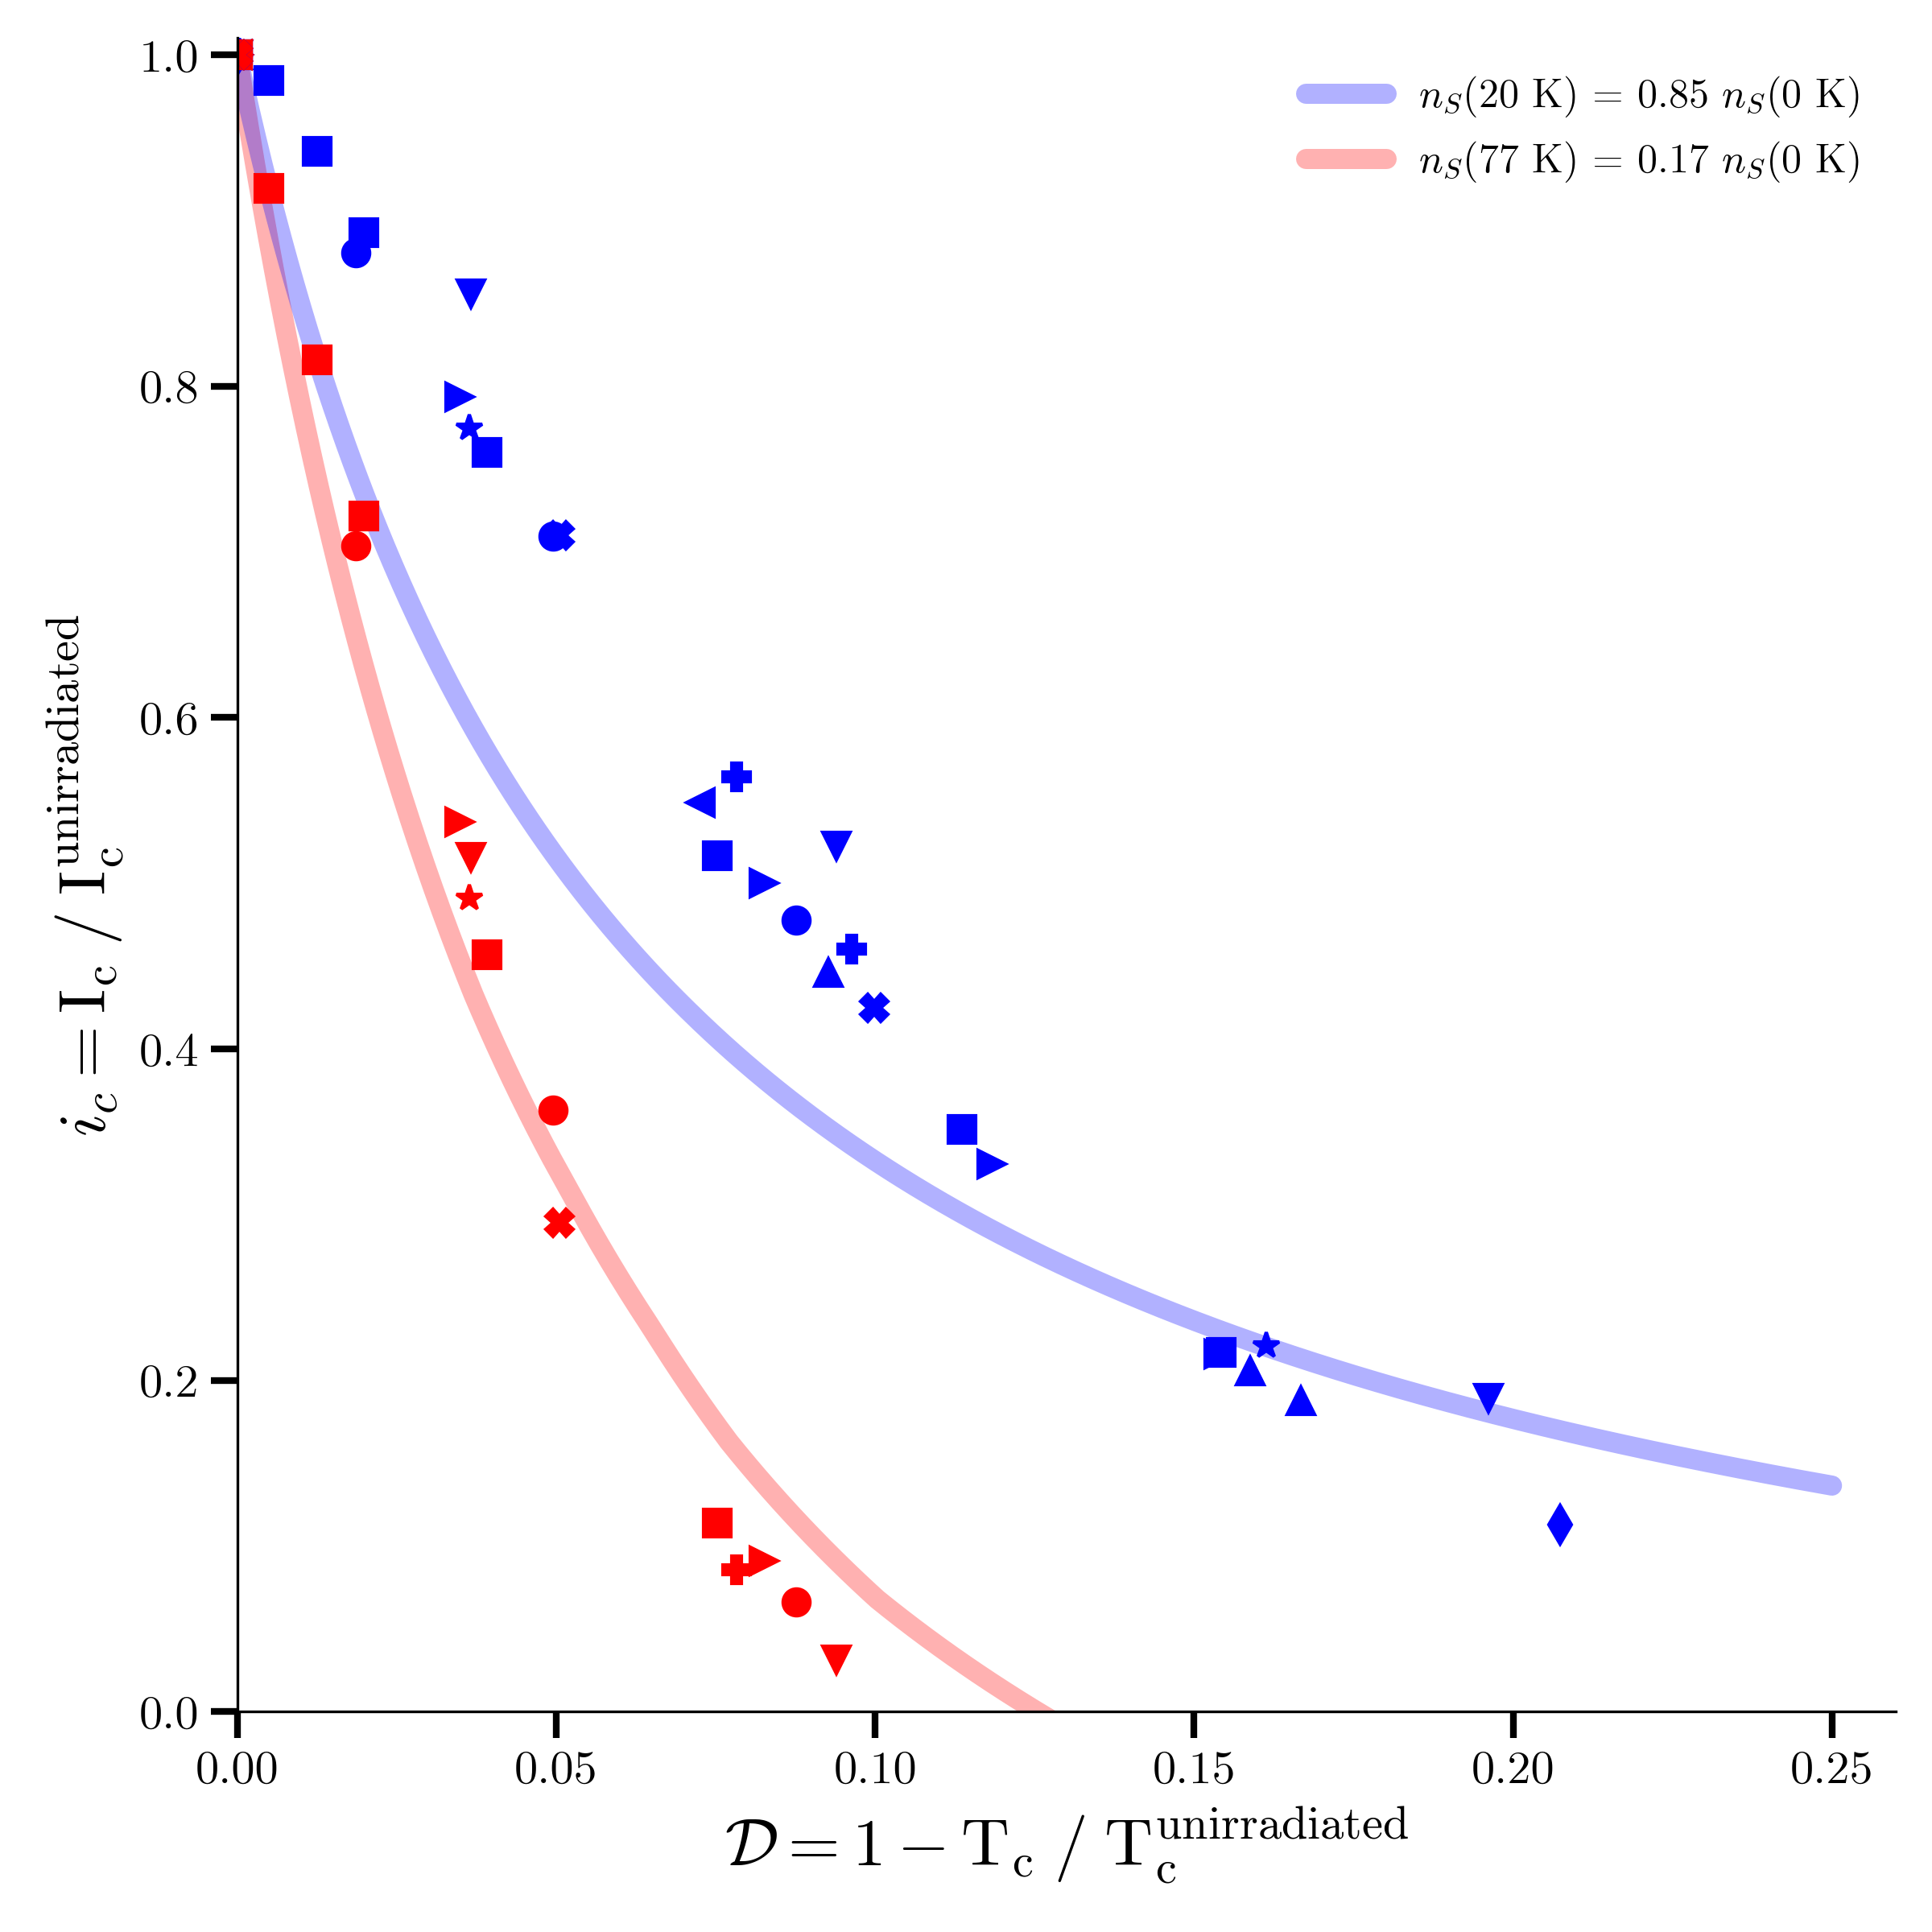 n_S(20 K) = 0.85 n_S(0 K)
n_S(77 K) = 0.17 n_S(0 K)
i_c = I_c / I_c^unirradiated
1.0
0.8
0.6
0.4
0.2
0.0
0.00 0.05 0.10 0.15 0.20 0.25
𝒟 = 1 − T_c / T_c^unirradiated